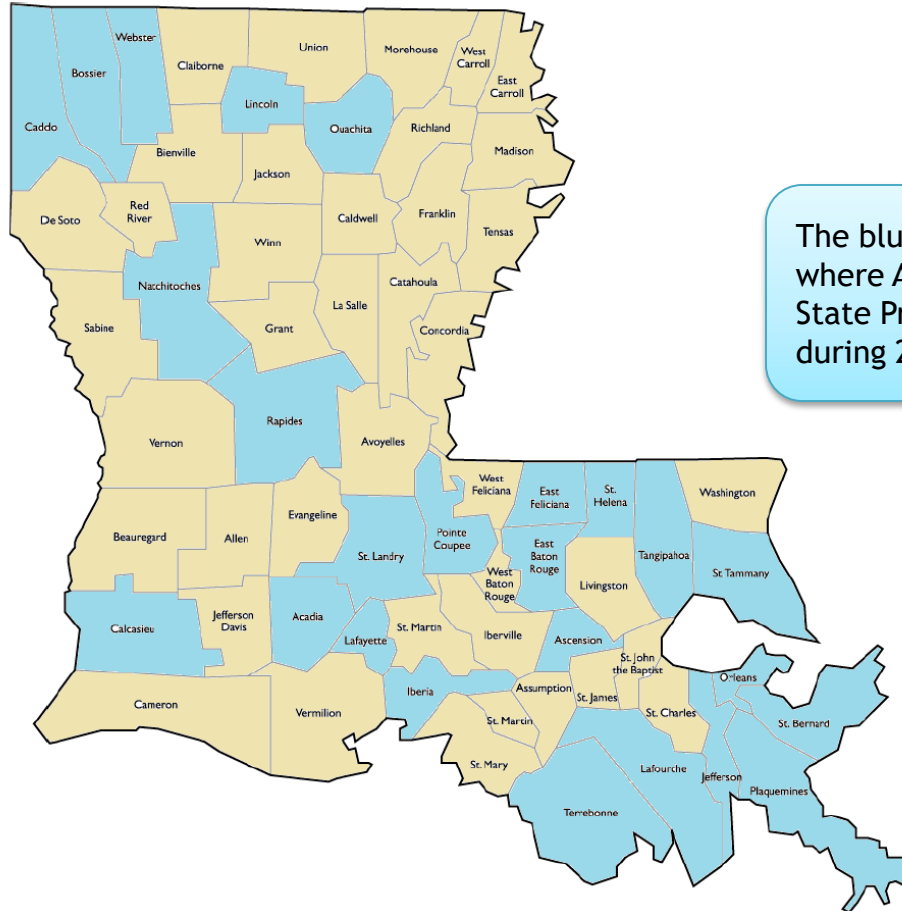 Webster
Union
Morehouse
West
Carroll
Claiborne
Bossier
East
Carroll
Lincoln
Caddo
Ouachita
Richland
Bienville
Madison
Jackson
De Soto
Red
River
Caldwell
Franklin
Tensas
Winn
Natchitoches
Catahoula
La Salle
Sabine
Grant
Concordia
Rapides
Vernon
Avoyelles
West
Feliciana
East
Feliciana
St.
Helena
Washington
Evangeline
Beauregard
Allen
Pointe
Coupee
East
Baton
Rouge
St. Landry
Tangipahoa
St Tammany
West
Baton
Rouge
Livingston
Calcasieu
Jefferson
Davis
Acadia
Lafayette
St. Martin
Iberville
Ascension
St. John
the Baptist
Orleans
Iberia
Assumption
St. James
Cameron
Vermilion
St. Martin
St. Charles
St. Bernard
St. Mary
Lafourche
Jefferson
Plaquemines
Terrebonne
The blu
where A
State Pr
during 2